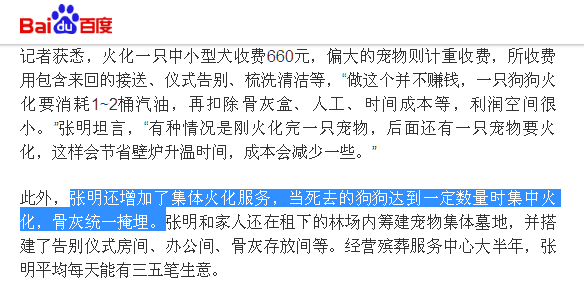 Bai du 百度
记者获悉，火化一只中小型犬收费660元，偏大的宠物则计重收费，所收费
用包含来回的接送、仪式告别、梳洗清洁等，“做这个并不赚钱，一只狗狗火
化要消耗1~2桶汽油，再扣除骨灰盒、人工、时间成本等，利润空间很
小。”张明坦言，“有种情况是刚火化完一只宠物，后面还有一只宠物要火
化，这样会节省壁炉升温时间，成本会减少一些。”
此外，张明还增加了集体火化服务，当死去的狗狗达到一定数量时集中火
化，骨灰统一掩埋。张明和家人还在租下的林场内筹建宠物集体墓地，并搭
建了告别仪式房间、办公间、骨灰存放间等。经营殡葬服务中心大半年，张
明平均每天能有三五笔生意。